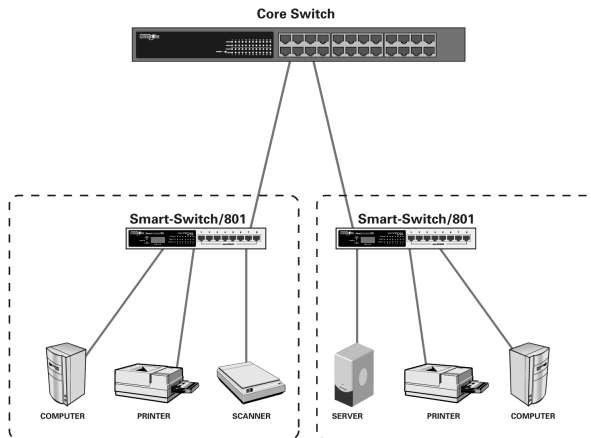 Core Switch
Smart-Switch/801
Smart-Switch/801
COMPUTER
PRINTER
SCANNER
SERVER
PRINTER
COMPUTER